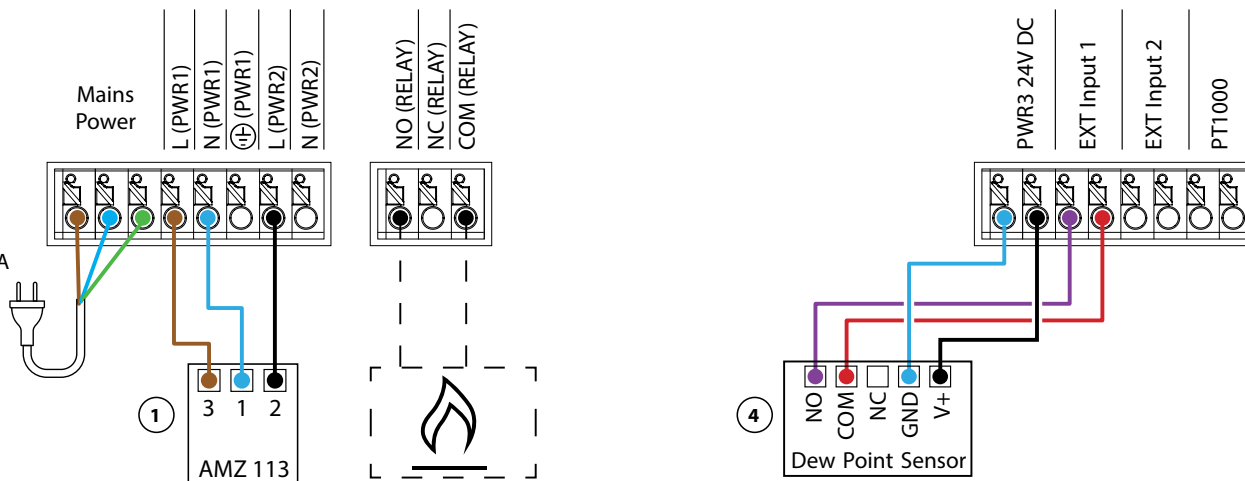 Mains
Power
L (PWR1)
N (PWR1)
⏚ (PWR1)
L (PWR2)
N (PWR2)
NO (RELAY)
NC (RELAY)
COM (RELAY)
PWR3 24V DC
EXT Input 1
EXT Input 2
PT1000
A
3 1 2
1
AMZ 113
NO
COM
NC
GND
V+
4
Dew Point Sensor